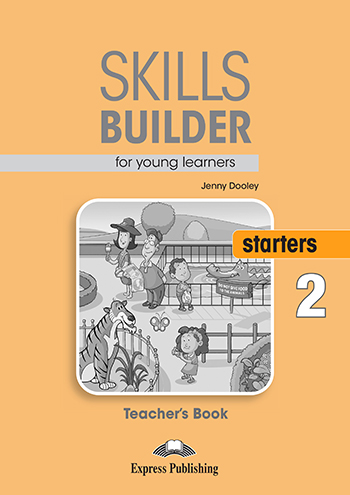 SKILLS
BUILDER
for young learners
Jenny Dooley
starters
2
Teacher's Book
Express Publishing